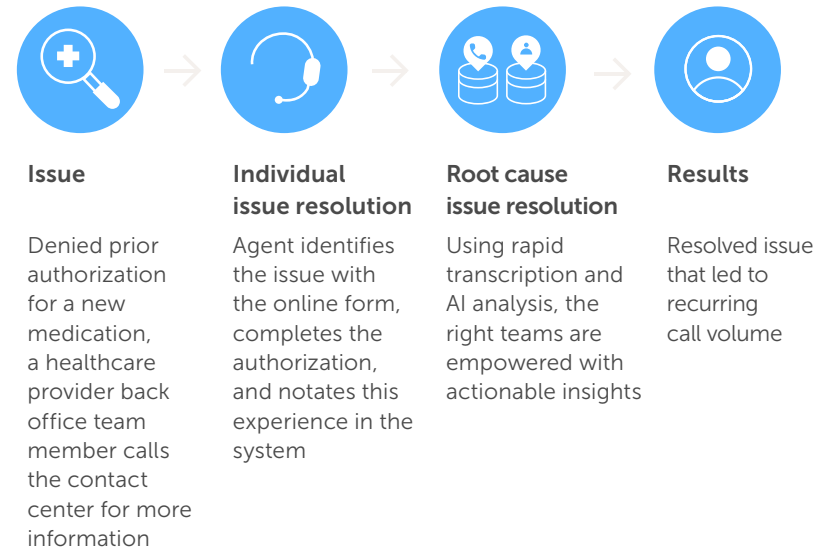 Issue
Denied prior
authorization
for a new
medication,
a healthcare
provider back
office team
member calls
the contact
center for more
information
Individual
issue resolution
Agent identifies
the issue with
the online form,
completes the
authorization,
and notates this
experience in the
system
Root cause
issue resolution
Using rapid
transcription and
AI analysis, the
right teams are
empowered with
actionable insights
Results
Resolved issue
that led to
recurring
call volume